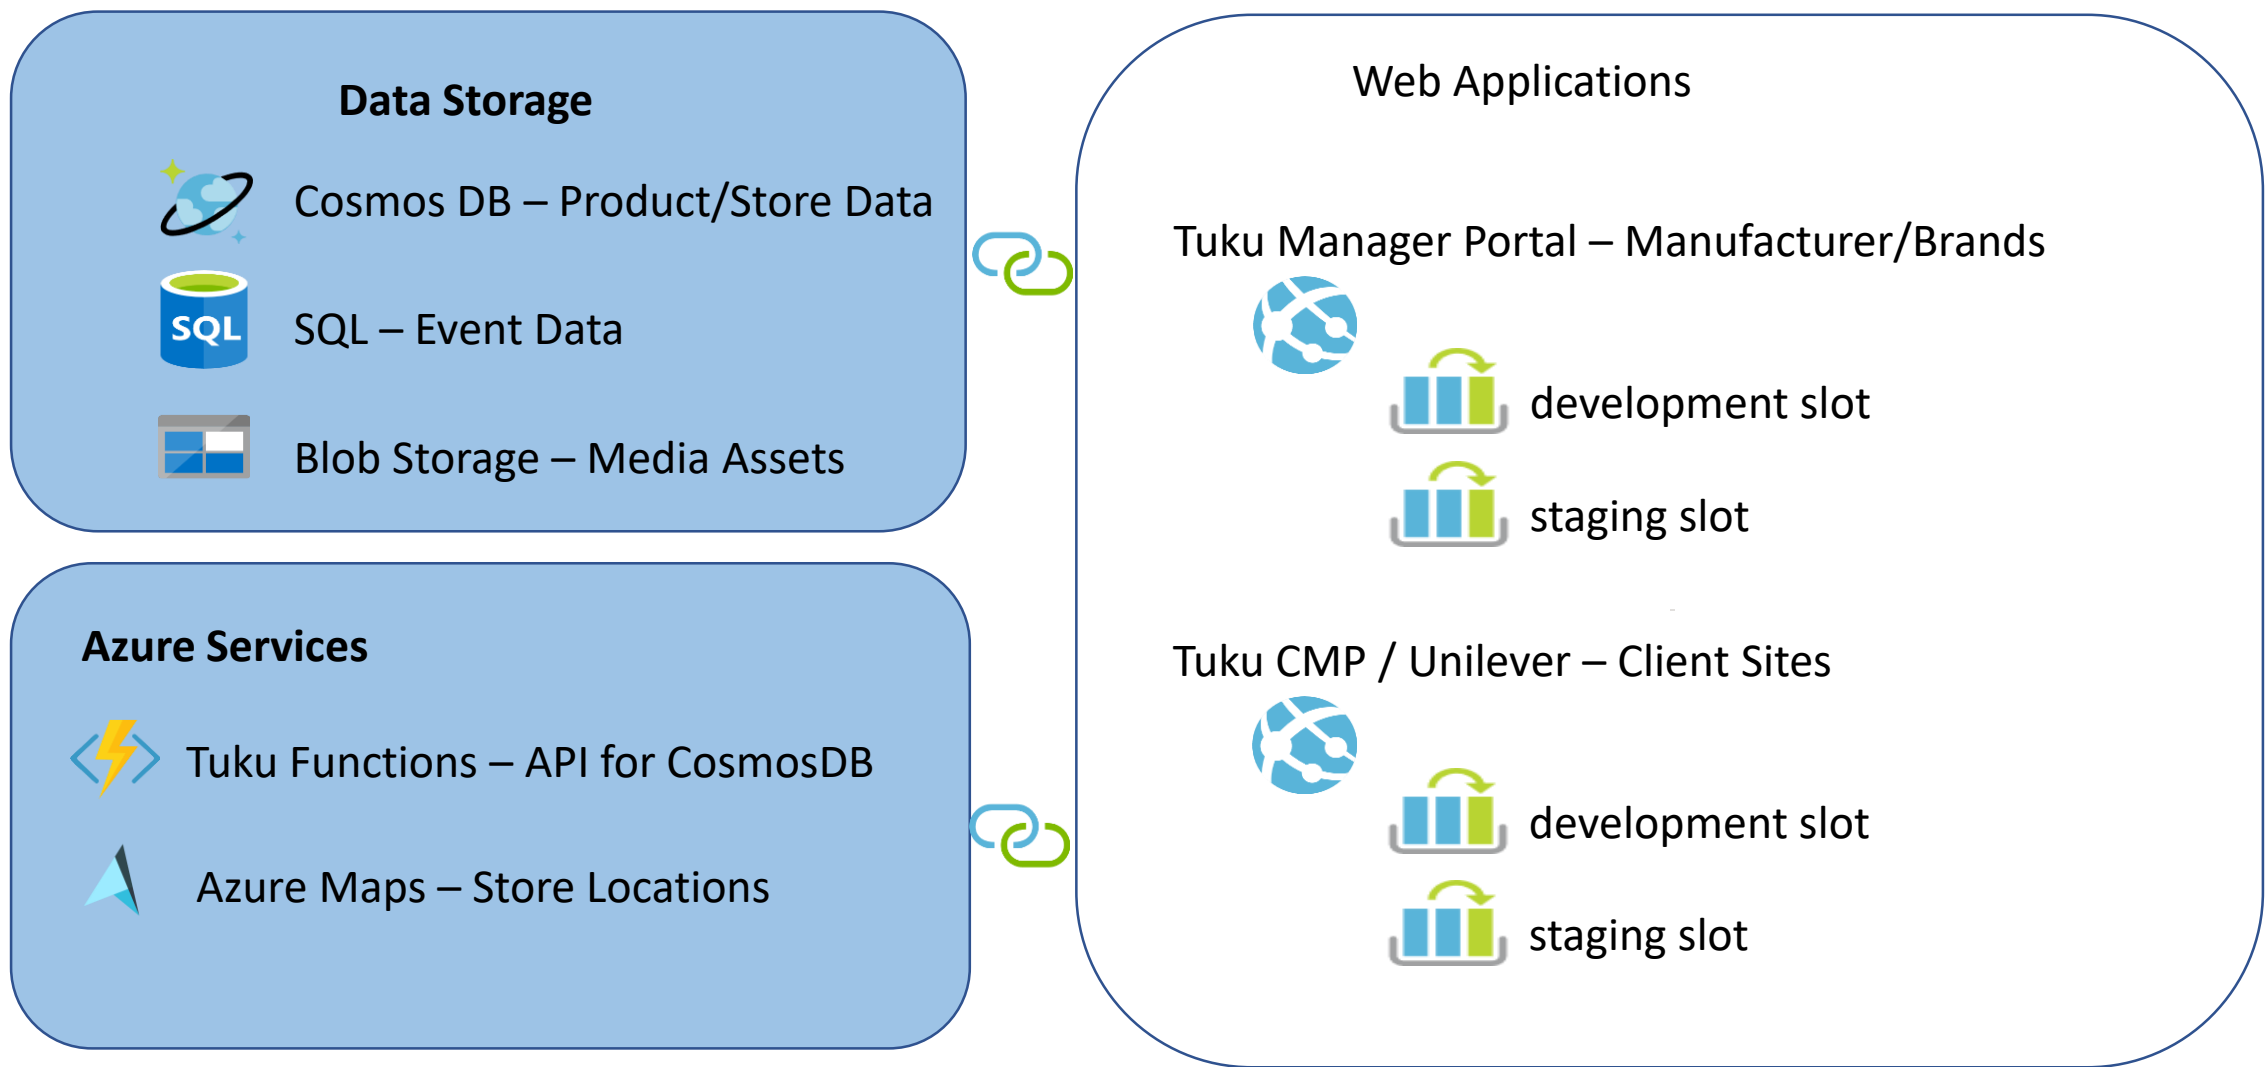 Data Storage
Cosmos DB – Product/Store Data
SQL
SQL – Event Data
Blob Storage – Media Assets
Azure Services
Tuku Functions – API for CosmosDB
Azure Maps – Store Locations
Web Applications
Tuku Manager Portal – Manufacturer/Brands
development slot
staging slot
Tuku CMP / Unilever – Client Sites
development slot
staging slot